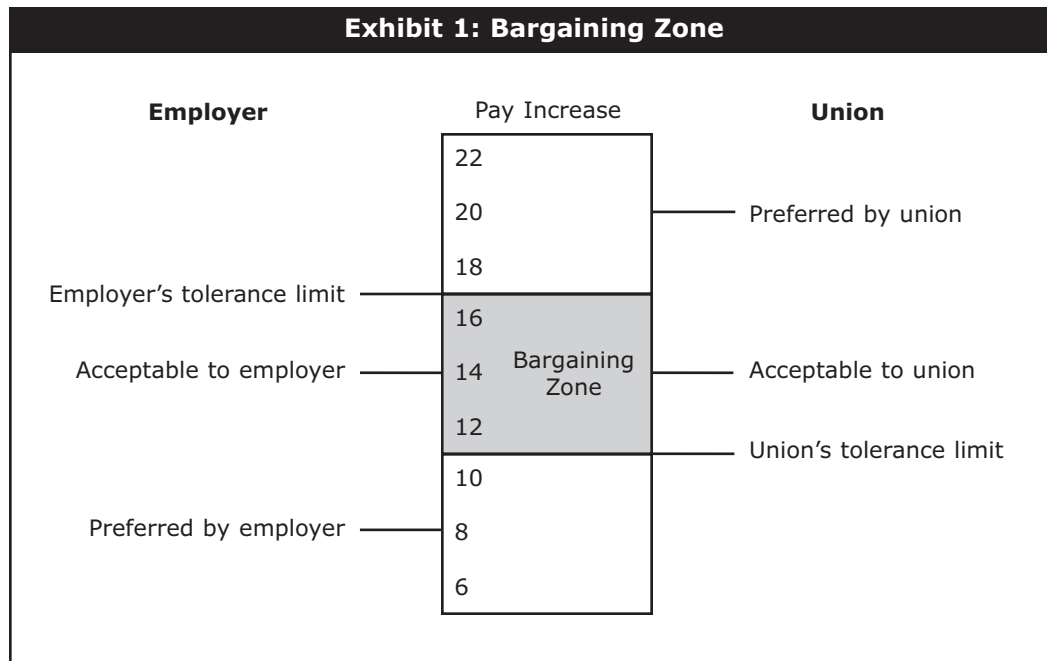 Exhibit 1: Bargaining Zone
Employer
Pay Increase
Union
22
20
Preferred by union
18
Employer’s tolerance limit
16
Acceptable to employer
14
Bargaining
Zone
Acceptable to union
12
Union’s tolerance limit
10
Preferred by employer
8
6